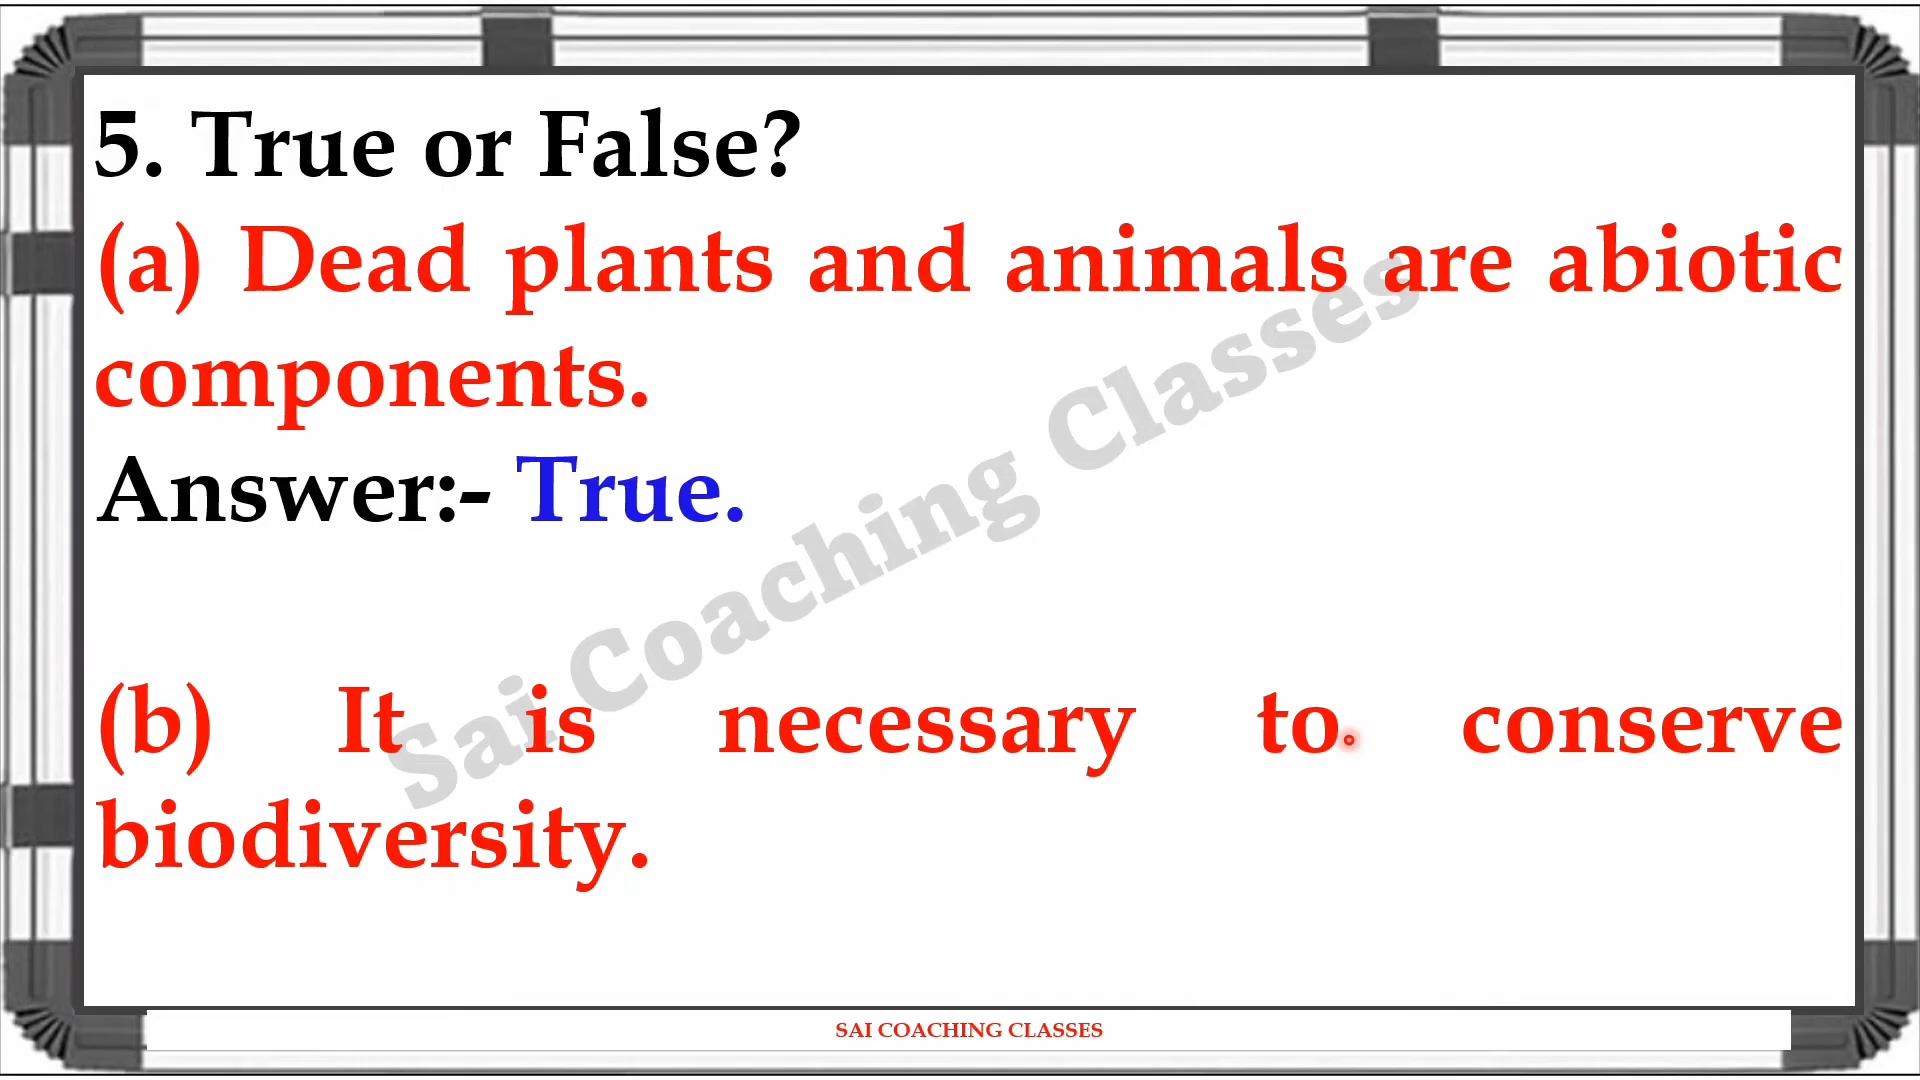 5. True or False?
(a) Dead plants and animals are abiotic
components.
Answer:- True.
(b) It is necessary to conserve
biodiversity.
Sai Coaching Classes
SAI COACHING CLASSES